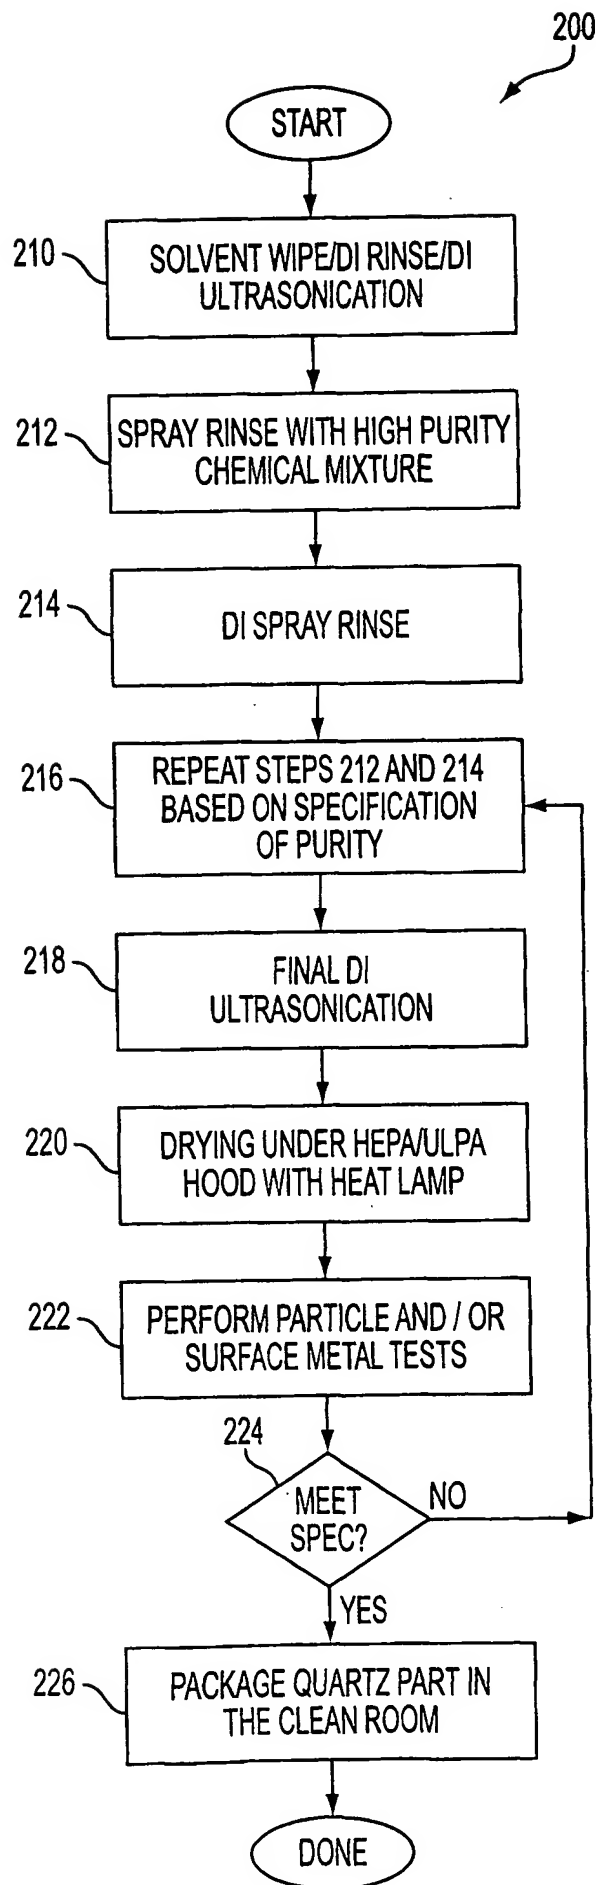 200
START
210
SOLVENT WIPE/DI RINSE/DI
ULTRASONICATION
212
SPRAY RINSE WITH HIGH PURITY
CHEMICAL MIXTURE
214
DI SPRAY RINSE
216
REPEAT STEPS 212 AND 214
BASED ON SPECIFICATION
OF PURITY
218
FINAL DI
ULTRASONICATION
220
DRYING UNDER HEPA/ULPA
HOOD WITH HEAT LAMP
222
PERFORM PARTICLE AND / OR
SURFACE METAL TESTS
224
MEET
SPEC?
NO
YES
226
PACKAGE QUARTZ PART IN
THE CLEAN ROOM
DONE